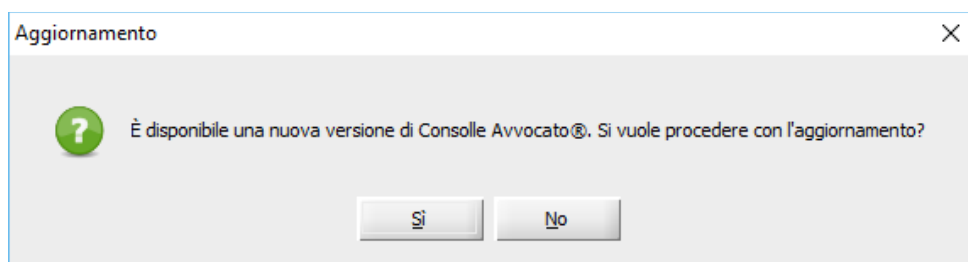 Aggiornamento
È disponibile una nuova versione di Consolle Avvocato®. Si vuole procedere con l'aggiornamento?
Sì No